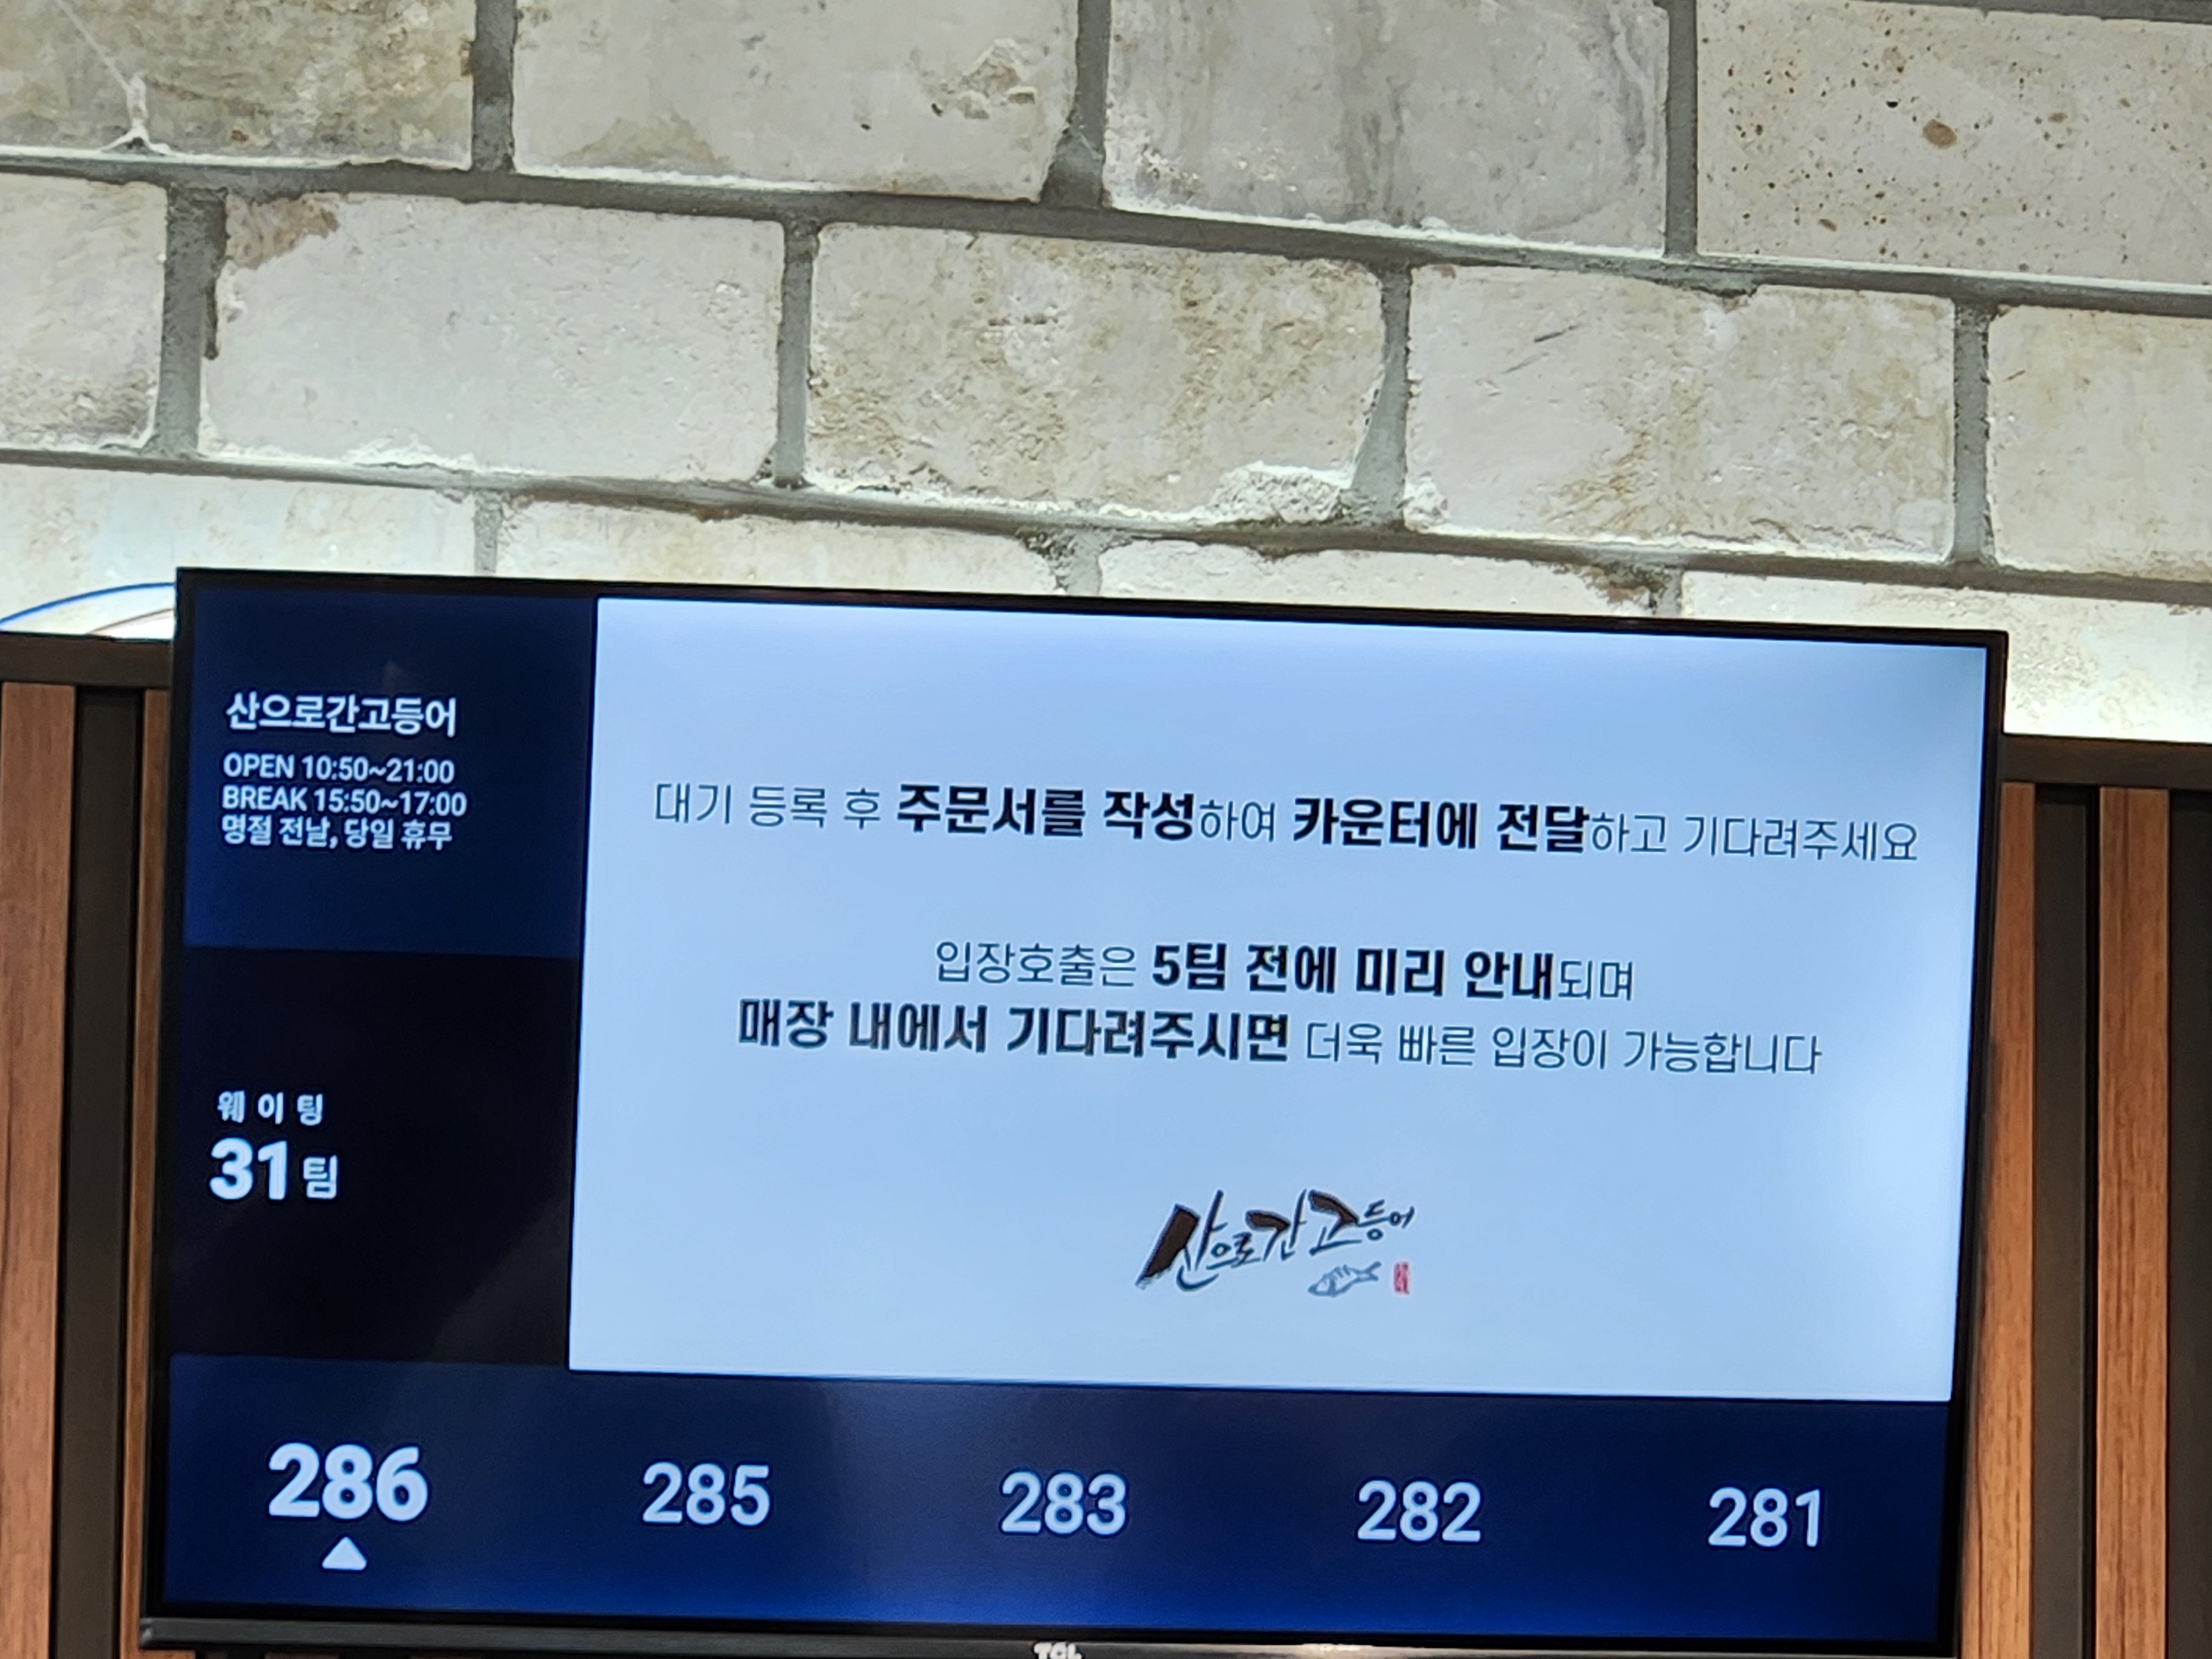 산으로간고등어
OPEN 10:50~21:00
BREAK 15:50~17:00
명절 전날, 당일 휴무
대기 등록 후 주문서를 작성하여 카운터에 전달하고 기다려주세요
입장호출은 5팀 전에 미리 안내되며
매장 내에서 기다려주시면 더욱 빠른 입장이 가능합니다
산으로간고등어
웨이팅
31팀
286 285 283 282 281
TCL